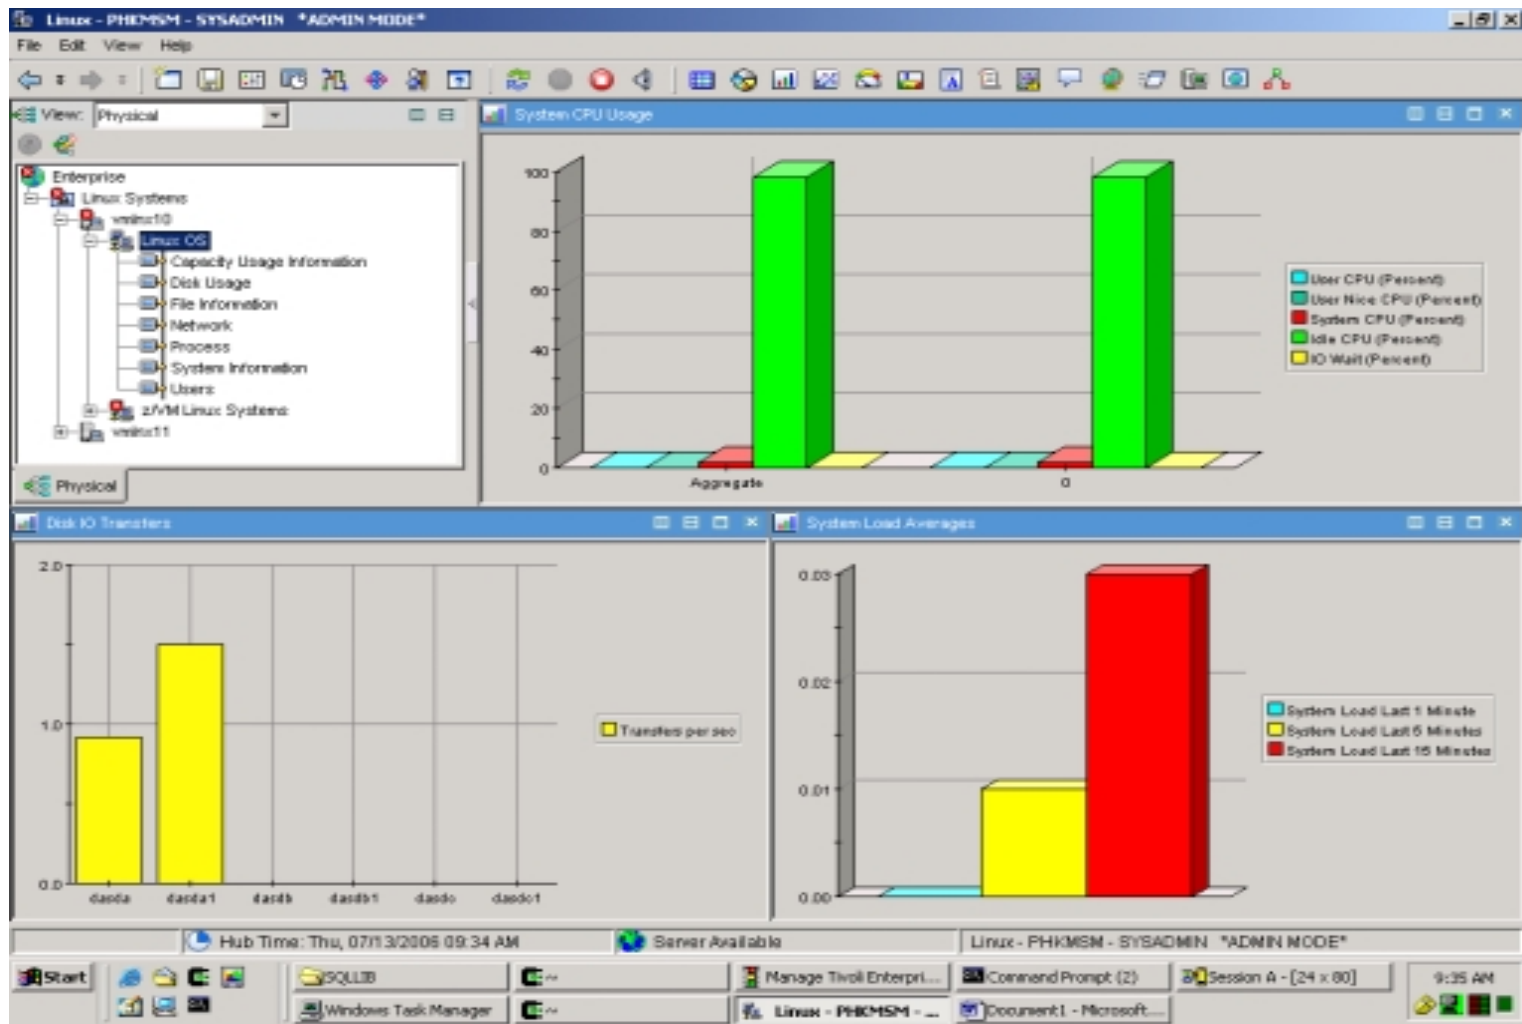 Linux - PHKMSM - SYSADMIN *ADMIN MODE*
File Edit View Help
View: Physical
System CPU Usage
Enterprise
Linux Systems
vmlnx10
Linux OS
Capacity Usage Information
Disk Usage
File Information
Network
Process
System Information
Users
z/VM Linux Systems
vmlnx11
Physical
100
80
60
40
20
0
Aggregate 0
User CPU (Percent)
User Nice CPU (Percent)
System CPU (Percent)
Idle CPU (Percent)
IO Wait (Percent)
Disk IO Transfers
2.0
1.0
0.0
dasda dasda1 dasdb dasdb1 dasdc dasdc1
Transfers per sec
System Load Averages
0.03
0.02
0.01
0.00
System Load Last 1 Minute
System Load Last 5 Minutes
System Load Last 15 Minutes
Hub Time: Thu, 07/13/2006 09:34 AM Server Available Linux - PHKMSM - SYSADMIN *ADMIN MODE*
Start SQLLIB Manage Tivoli Enterpri... Command Prompt (2) Session A - [24 x 80] 9:35 AM
Windows Task Manager Linux - PHKMSM - ... Document1 - Microsoft...